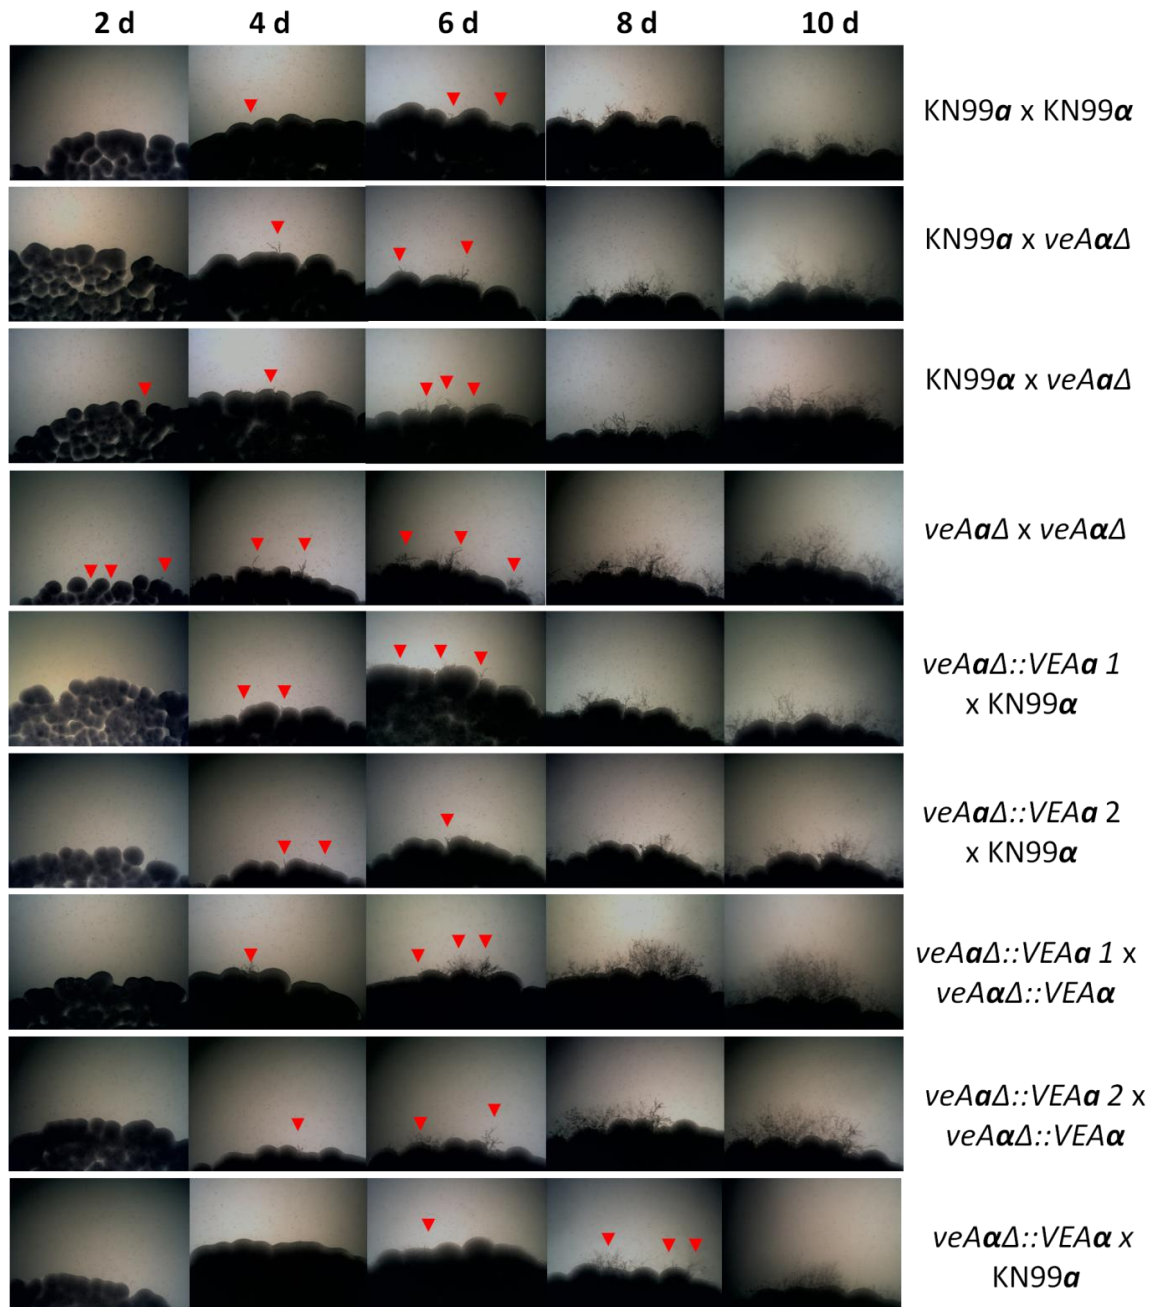 2 d 4 d 6 d 8 d 10 d
KN99a x KN99α
KN99a x veAαΔ
KN99α x veAaΔ
veAaΔ x veAαΔ
veAaΔ::VEAa 1
x KN99α
veAaΔ::VEAa 2
x KN99α
veAaΔ::VEAa 1 x
veAαΔ::VEAα
veAaΔ::VEAa 2 x
veAαΔ::VEAα
veAαΔ::VEAα x
KN99a